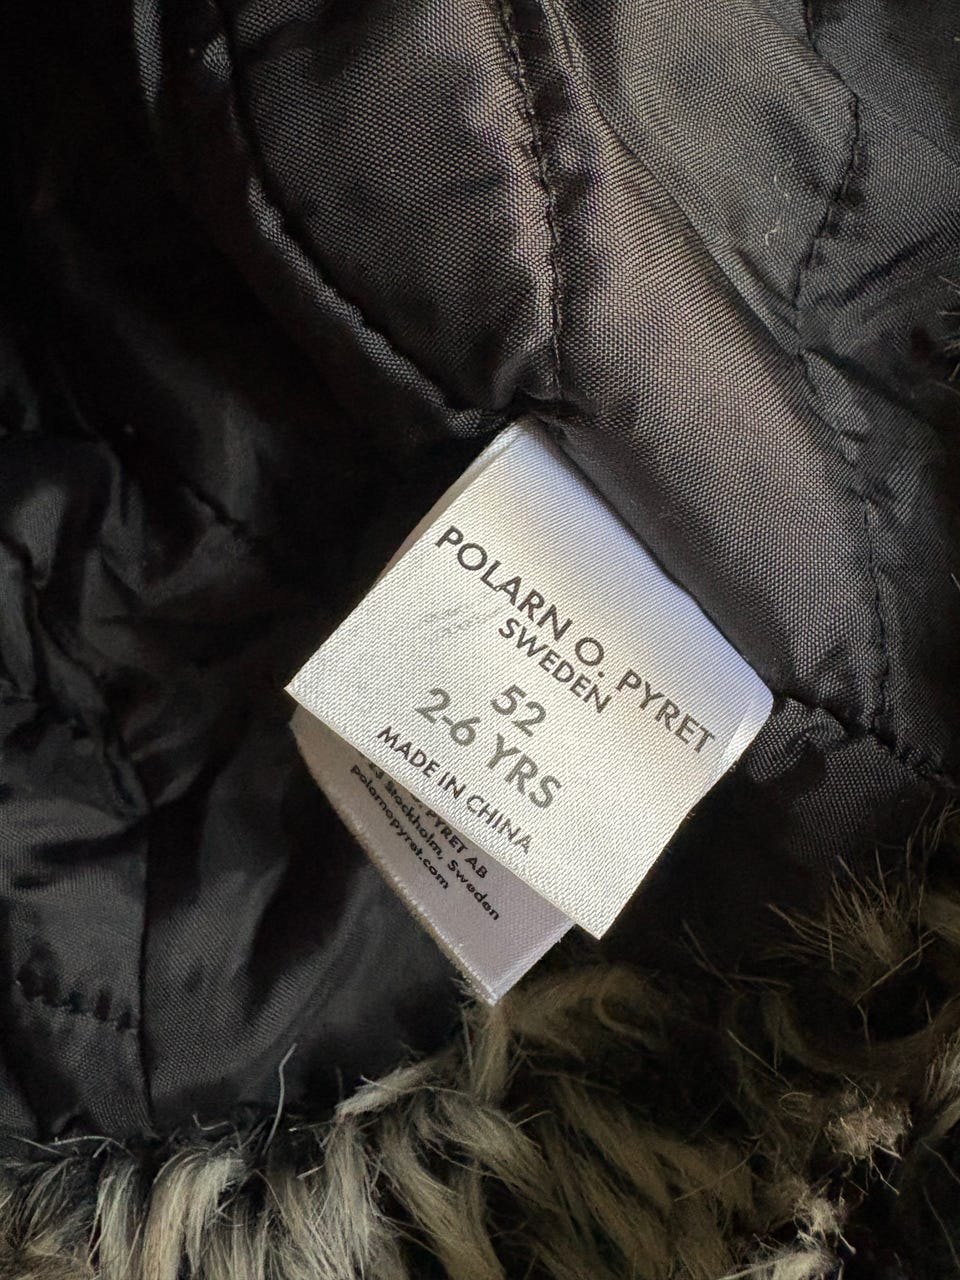 POLARN O. PYRET
SWEDEN
52
2-6 YRS
MADE IN CHINA
PYRET AB
Stockholm, Sweden
polarnopyret.com